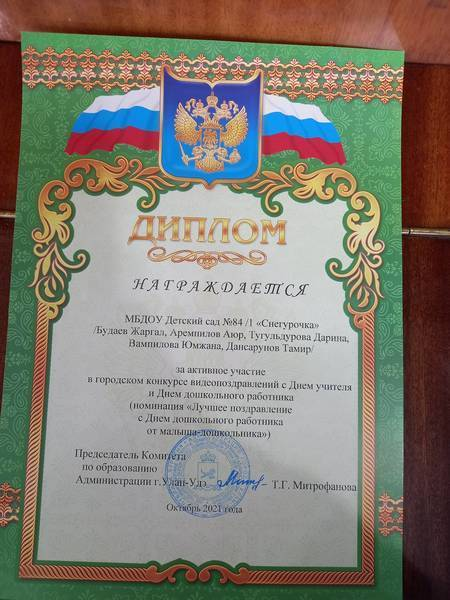 ДИПЛОМ
НАГРАЖДАЕТСЯ
МБДОУ Детский сад №84 /1 «Снегурочка»
/Будаев Жаргал, Аремпилов Аюр, Тугульдурова Дарина,
Вампилова Юмжана, Дансарунов Тамир/
за активное участие
в городском конкурсе видеопоздравлений с Днем учителя
и Днем дошкольного работника
(номинация «Лучшее поздравление
с Днем дошкольного работника
от малыша-дошкольника»)
Председатель Комитета
по образованию
Администрации г.Улан-Удэ Т.Г. Митрофанова
Октябрь 2021 года